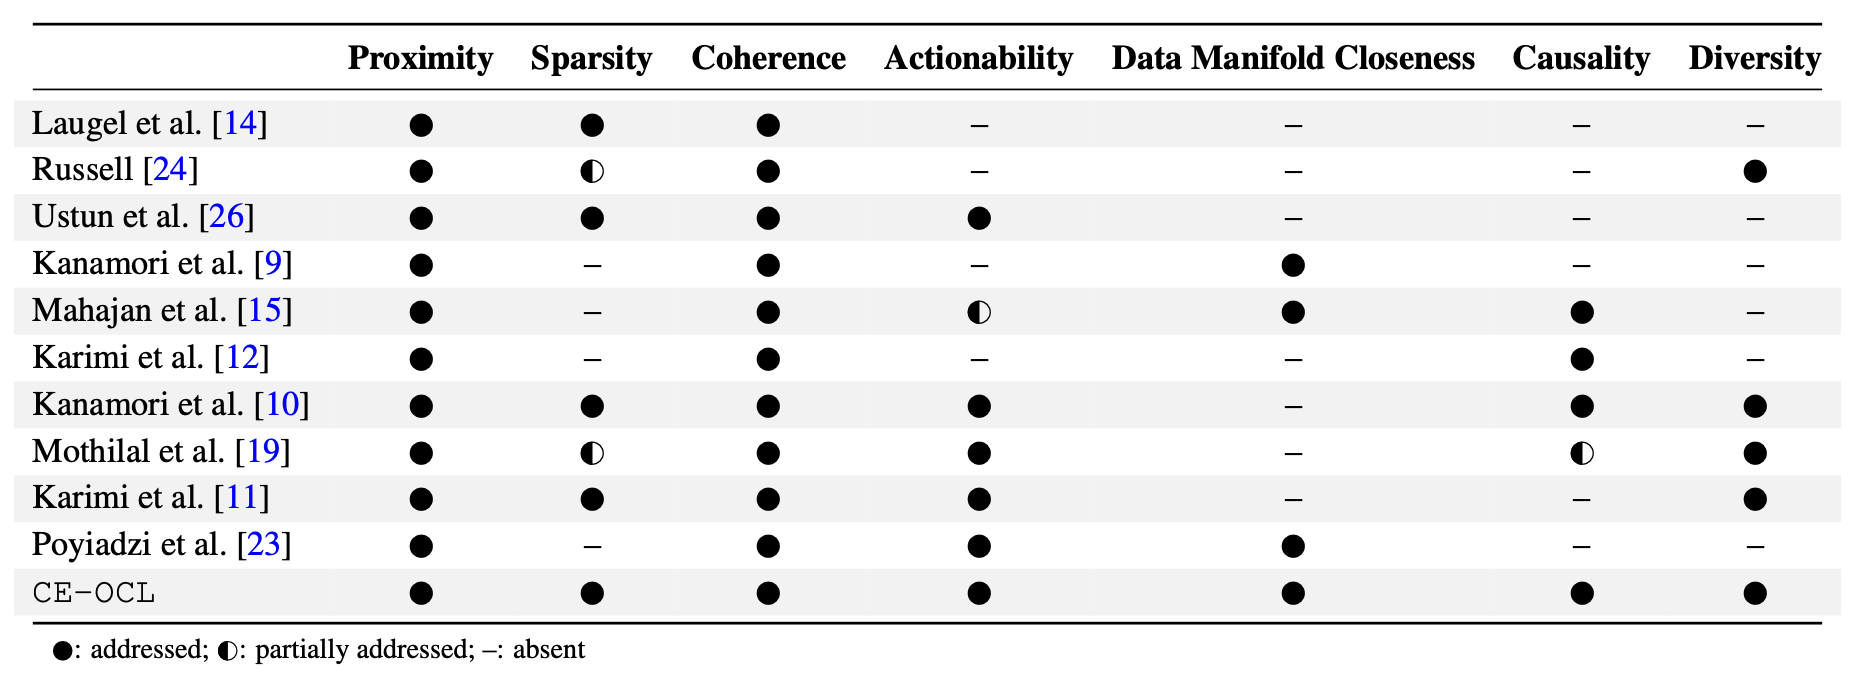 Proximity Sparsity Coherence Actionability Data Manifold Closeness Causality Diversity
Laugel et al. [14] ● ● ● – – – –
Russell [24] ● ◐ ● – – – ●
Ustun et al. [26] ● ● ● ● – – –
Kanamori et al. [9] ● – ● – ● – –
Mahajan et al. [15] ● – ● ◐ ● ● –
Karimi et al. [12] ● – ● – – ● –
Kanamori et al. [10] ● ● ● ● – ● ●
Mothilal et al. [19] ● ◐ ● ● – ◐ ●
Karimi et al. [11] ● ● ● ● – – ●
Poyiadzi et al. [23] ● – ● ● ● – –
CE-OCL ● ● ● ● ● ● ●
●: addressed; ◐: partially addressed; –: absent